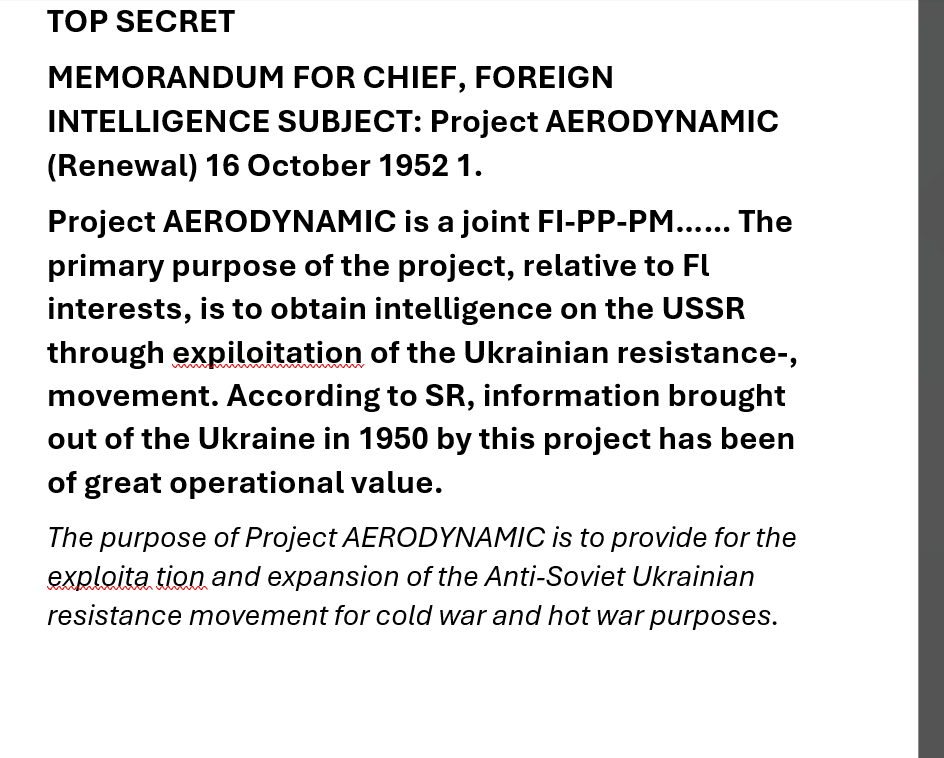 TOP SECRET
MEMORANDUM FOR CHIEF, FOREIGN
INTELLIGENCE SUBJECT: Project AERODYNAMIC
(Renewal) 16 October 1952 1.
Project AERODYNAMIC is a joint FI-PP-PM...... The
primary purpose of the project, relative to Fl
interests, is to obtain intelligence on the USSR
through expiloitation of the Ukrainian resistance-,
movement. According to SR, information brought
out of the Ukraine in 1950 by this project has been
of great operational value.
The purpose of Project AERODYNAMIC is to provide for the
exploita tion and expansion of the Anti-Soviet Ukrainian
resistance movement for cold war and hot war purposes.